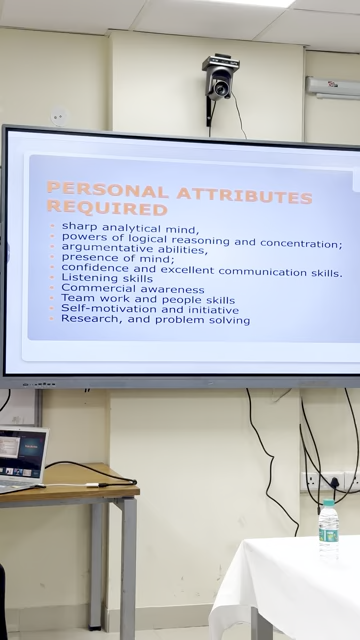 PERSONAL ATTRIBUTES
REQUIRED
sharp analytical mind,
powers of logical reasoning and concentration;
argumentative abilities,
presence of mind;
confidence and excellent communication skills.
Listening skills
Commercial awareness
Team work and people skills
Self-motivation and initiative
Research, and problem solving